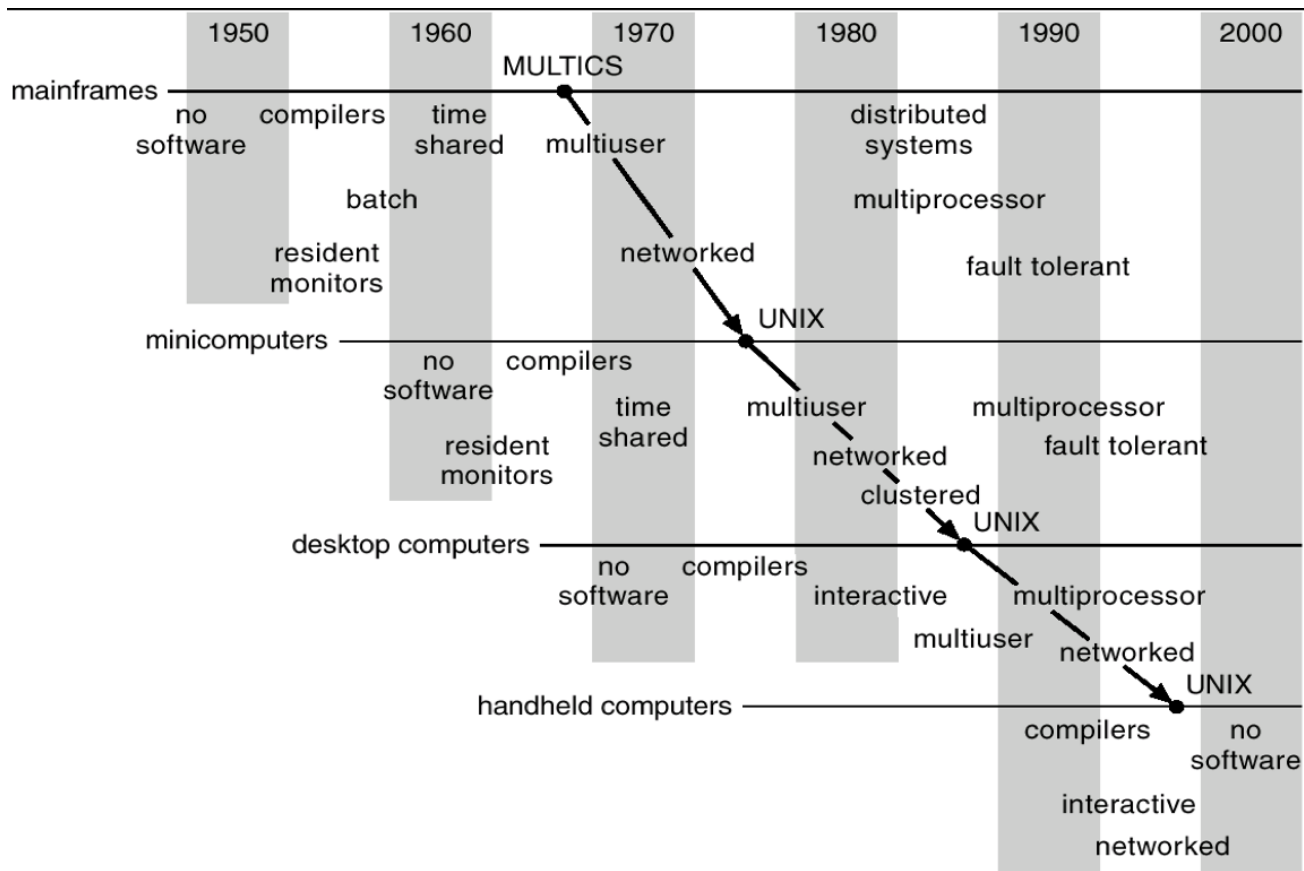 1950 1960 1970 1980 1990 2000
MULTICS
mainframes
no compilers time distributed
software shared multiuser systems
batch multiprocessor
resident networked fault tolerant
monitors
UNIX
minicomputers
no compilers
software
time multiuser multiprocessor
shared
resident networked fault tolerant
monitors
clustered
UNIX
desktop computers
no compilers
software interactive multiprocessor
multiuser
networked
UNIX
handheld computers
compilers no
software
interactive
networked